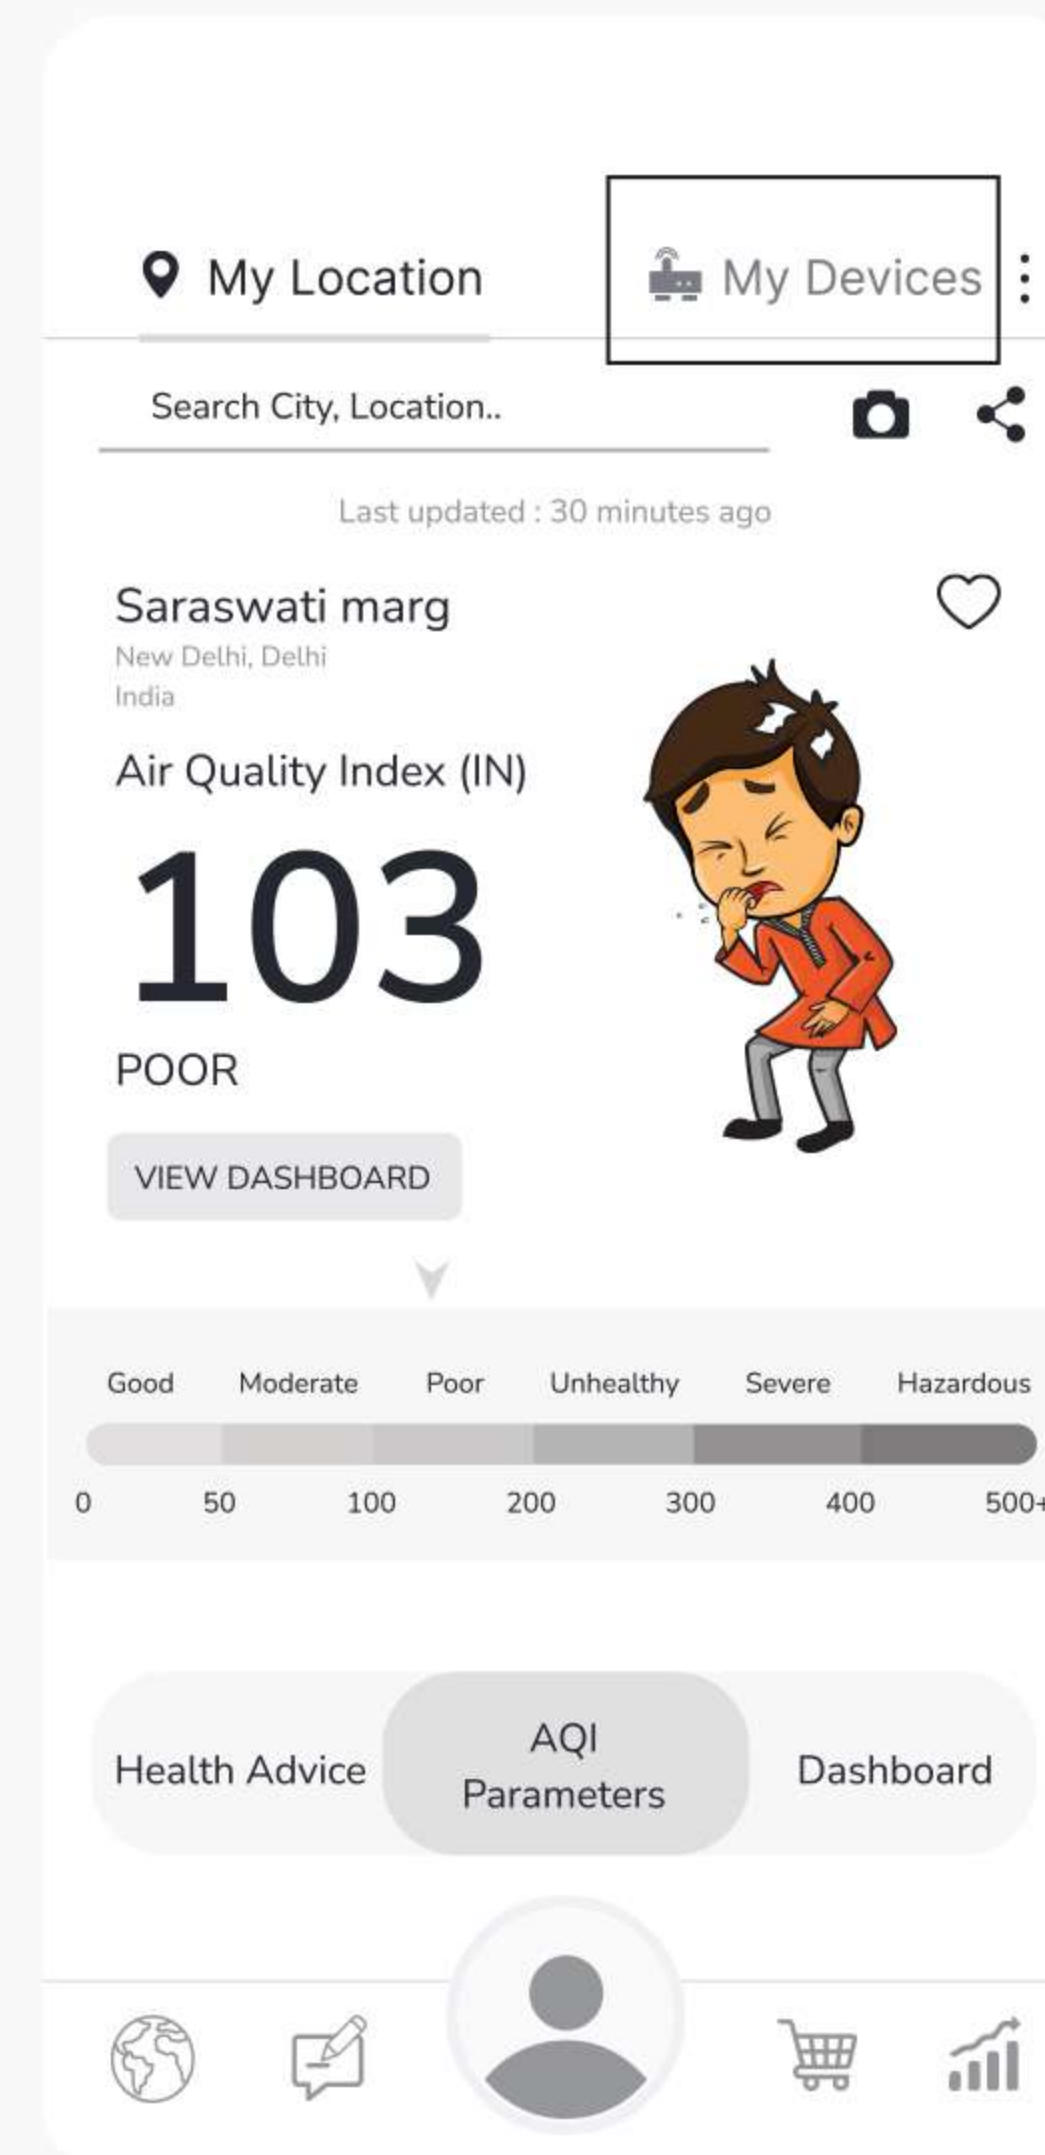 My Location
My Devices
Search City, Location..
Last updated : 30 minutes ago
Saraswati marg
New Delhi, Delhi
India
Air Quality Index (IN)
103
POOR
VIEW DASHBOARD
Good Moderate Poor Unhealthy Severe Hazardous
0 50 100 200 300 400 500+
Health Advice
AQI
Parameters
Dashboard